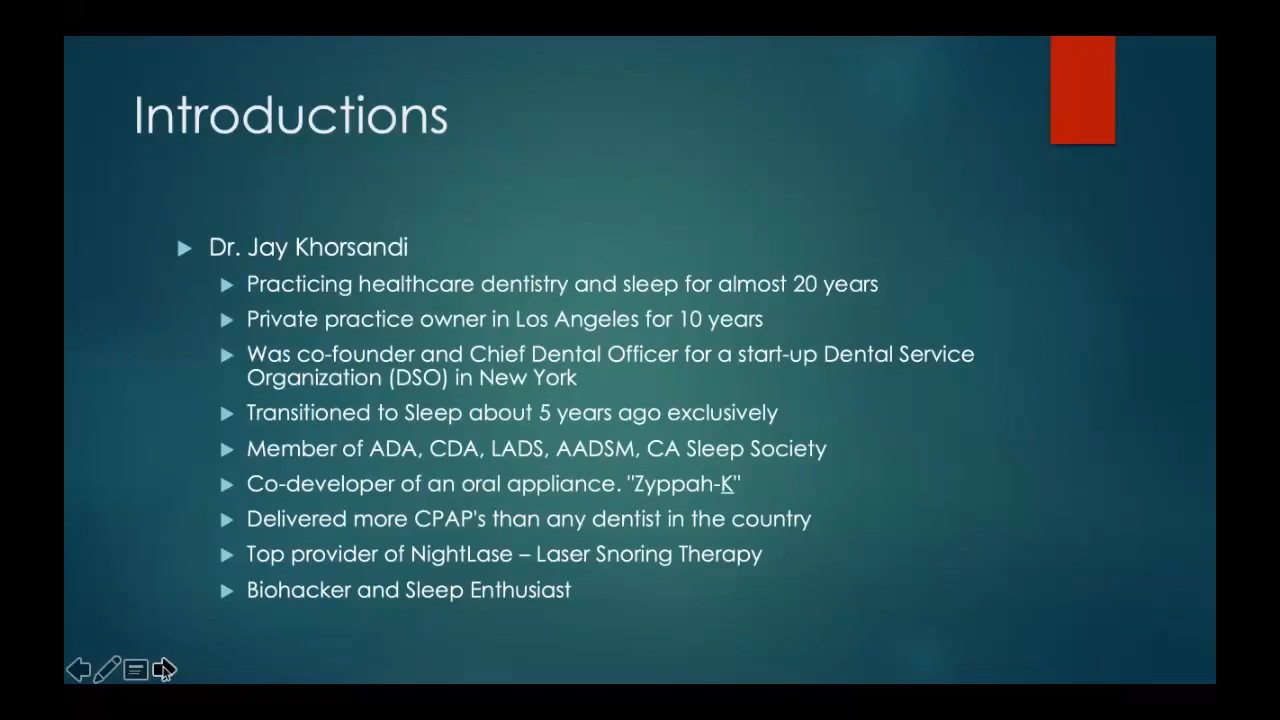 Introductions
Dr. Jay Khorsandi
Practicing healthcare dentistry and sleep for almost 20 years
Private practice owner in Los Angeles for 10 years
Was co-founder and Chief Dental Officer for a start-up Dental Service
Organization (DSO) in New York
Transitioned to Sleep about 5 years ago exclusively
Member of ADA, CDA, LADS, AADSM, CA Sleep Society
Co-developer of an oral appliance. "Zyppah-K"
Delivered more CPAP's than any dentist in the country
Top provider of NightLase – Laser Snoring Therapy
Biohacker and Sleep Enthusiast